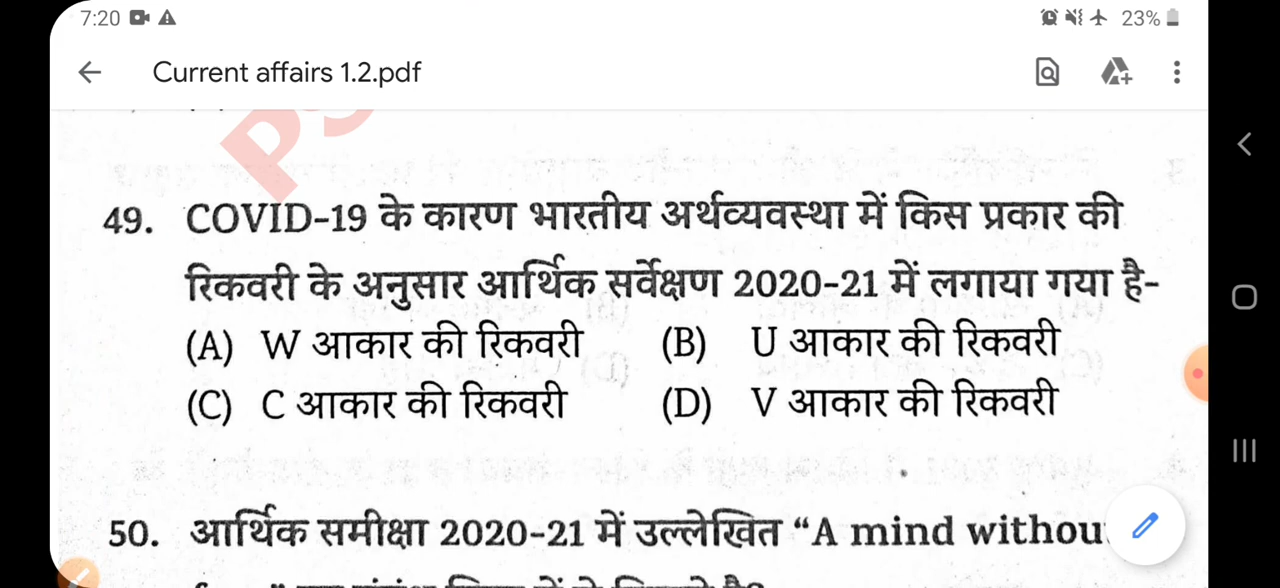 7:20
23%
Current affairs 1.2.pdf
49. COVID-19 के कारण भारतीय अर्थव्यवस्था में किस प्रकार की
रिकवरी के अनुसार आर्थिक सर्वेक्षण 2020-21 में लगाया गया है-
(A) W आकार की रिकवरी (B) U आकार की रिकवरी
(C) C आकार की रिकवरी (D) V आकार की रिकवरी
50. आर्थिक समीक्षा 2020-21 में उल्लेखित “A mind withou